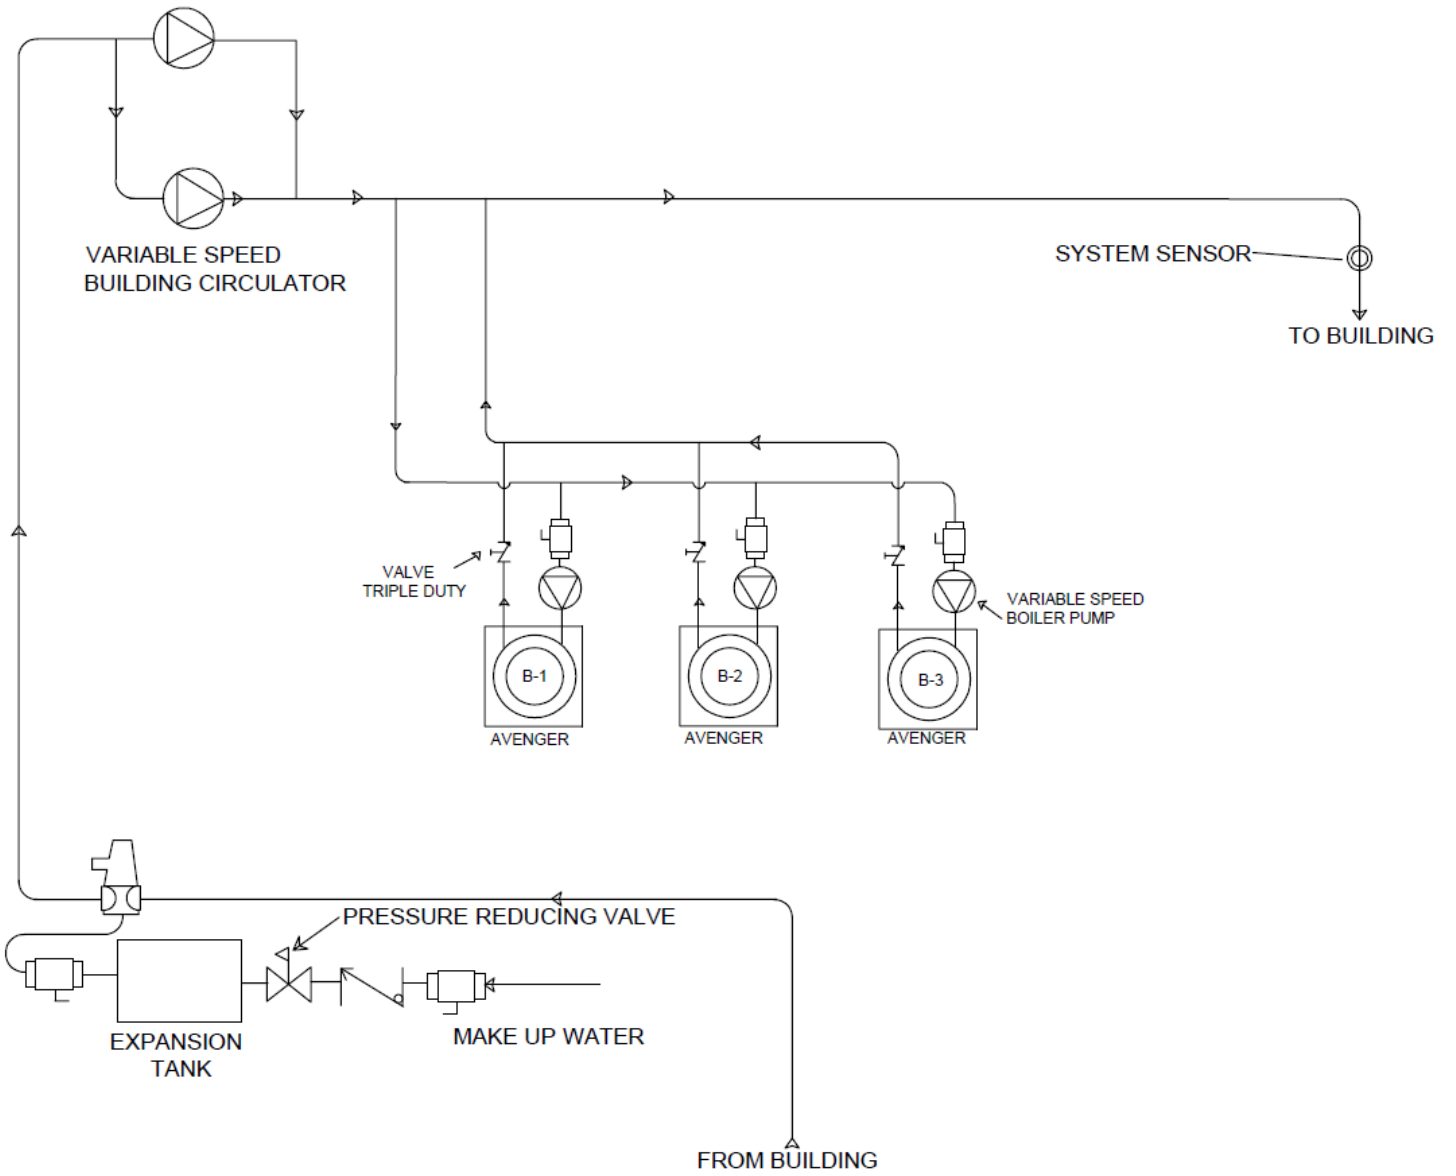 VARIABLE SPEED
BUILDING CIRCULATOR
SYSTEM SENSOR
TO BUILDING
VALVE
TRIPLE DUTY
VARIABLE SPEED
BOILER PUMP
B-1
B-2
B-3
AVENGER
AVENGER
AVENGER
PRESSURE REDUCING VALVE
EXPANSION
TANK
MAKE UP WATER
FROM BUILDING